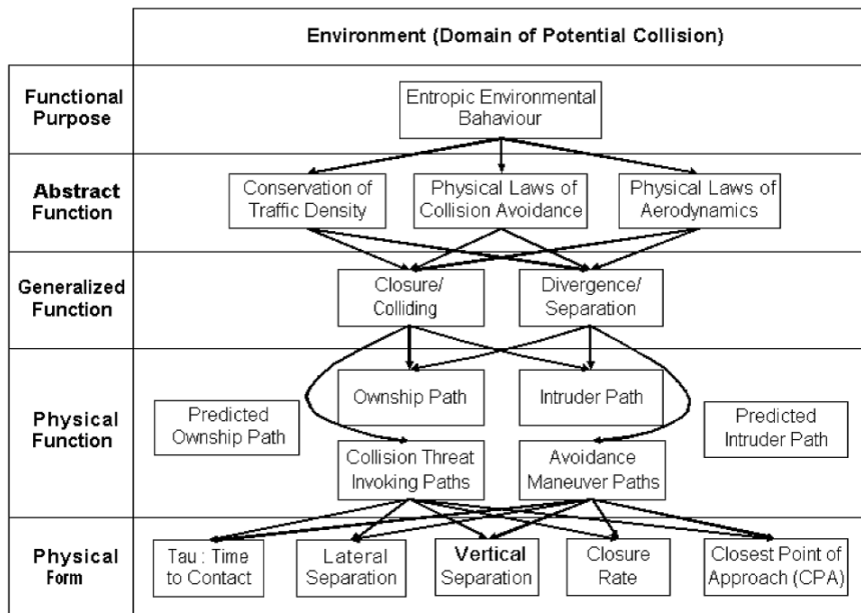 Environment (Domain of Potential Collision)
Functional
Purpose
Entropic Environmental
Bahaviour
Abstract
Function
Conservation of
Traffic Density
Physical Laws of
Collision Avoidance
Physical Laws of
Aerodynamics
Generalized
Function
Closure/
Colliding
Divergence/
Separation
Physical
Function
Predicted
Ownship Path
Ownship Path
Intruder Path
Predicted
Intruder Path
Collision Threat
Invoking Paths
Avoidance
Maneuver Paths
Physical
Form
Tau : Time
to Contact
Lateral
Separation
Vertical
Separation
Closure
Rate
Closest Point of
Approach (CPA)